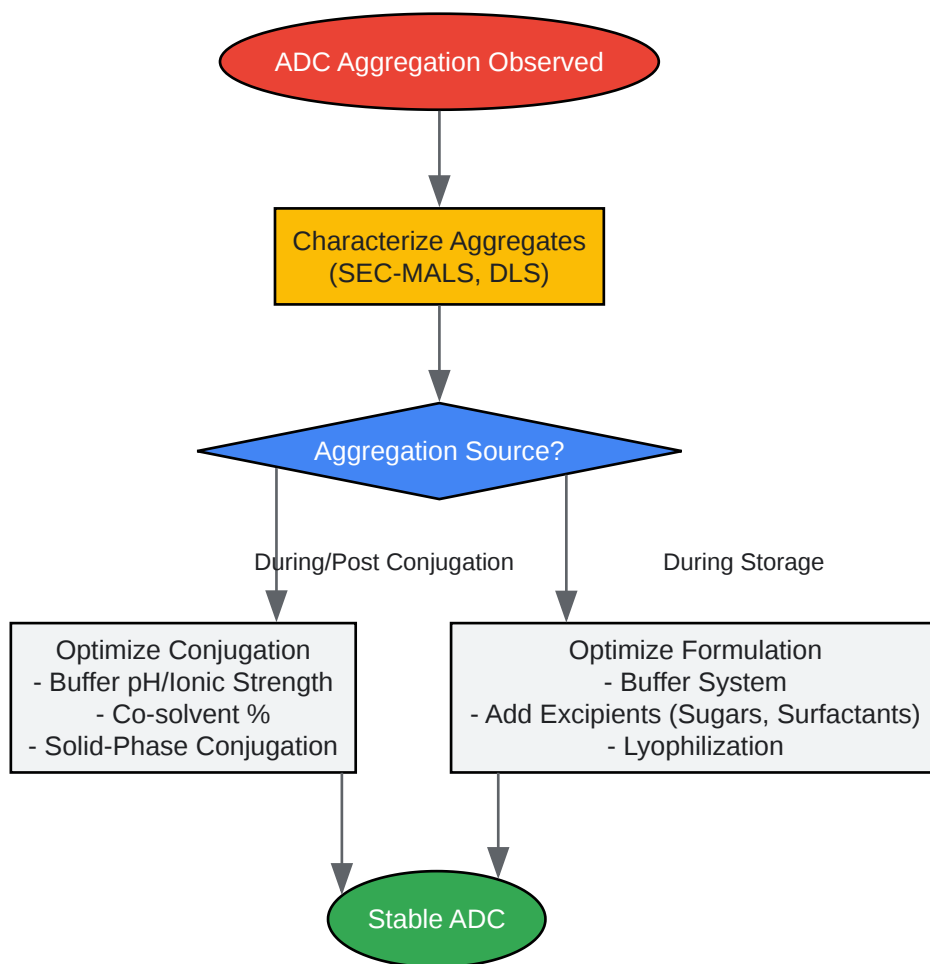 ADC Aggregation Observed
Characterize Aggregates
(SEC-MALS, DLS)
Aggregation Source?
During/Post Conjugation
During Storage
Optimize Conjugation
- Buffer pH/Ionic Strength
- Co-solvent %
- Solid-Phase Conjugation
Optimize Formulation
- Buffer System
- Add Excipients (Sugars, Surfactants)
- Lyophilization
Stable ADC